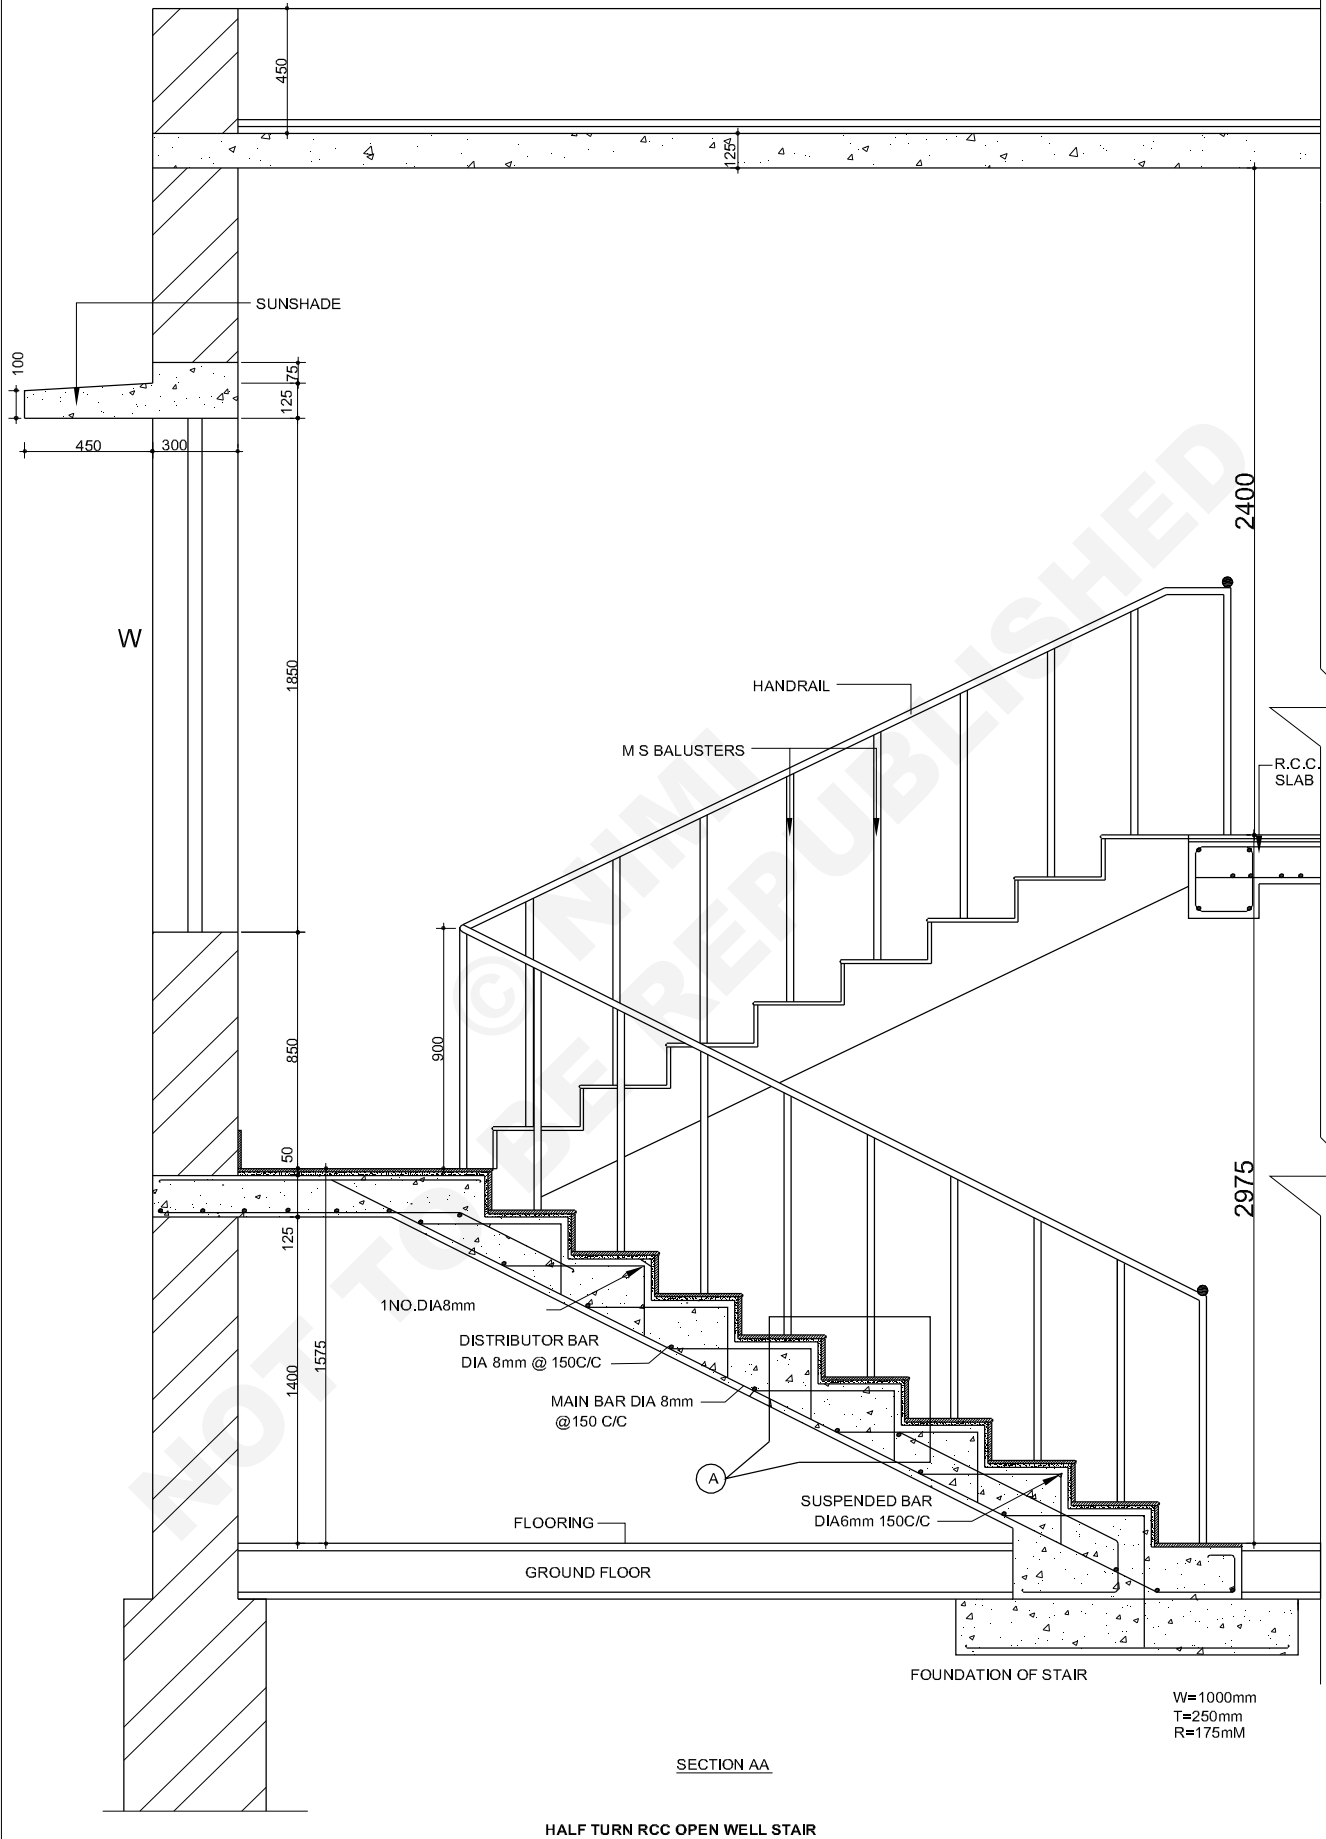 450
125
SUNSHADE
100
75
125
450
300
2400
W
1850
HANDRAIL
M S BALUSTERS
R.C.C.
SLAB
© NIMI
NOT TO BE REPUBLISHED
900
850
50
2975
125
1NO.DIA8mm
DISTRIBUTOR BAR
DIA 8mm @ 150C/C
1575
1400
MAIN BAR DIA 8mm
@150 C/C
A
SUSPENDED BAR
DIA6mm 150C/C
FLOORING
GROUND FLOOR
FOUNDATION OF STAIR
W=1000mm
T=250mm
R=175mM
SECTION AA
HALF TURN RCC OPEN WELL STAIR